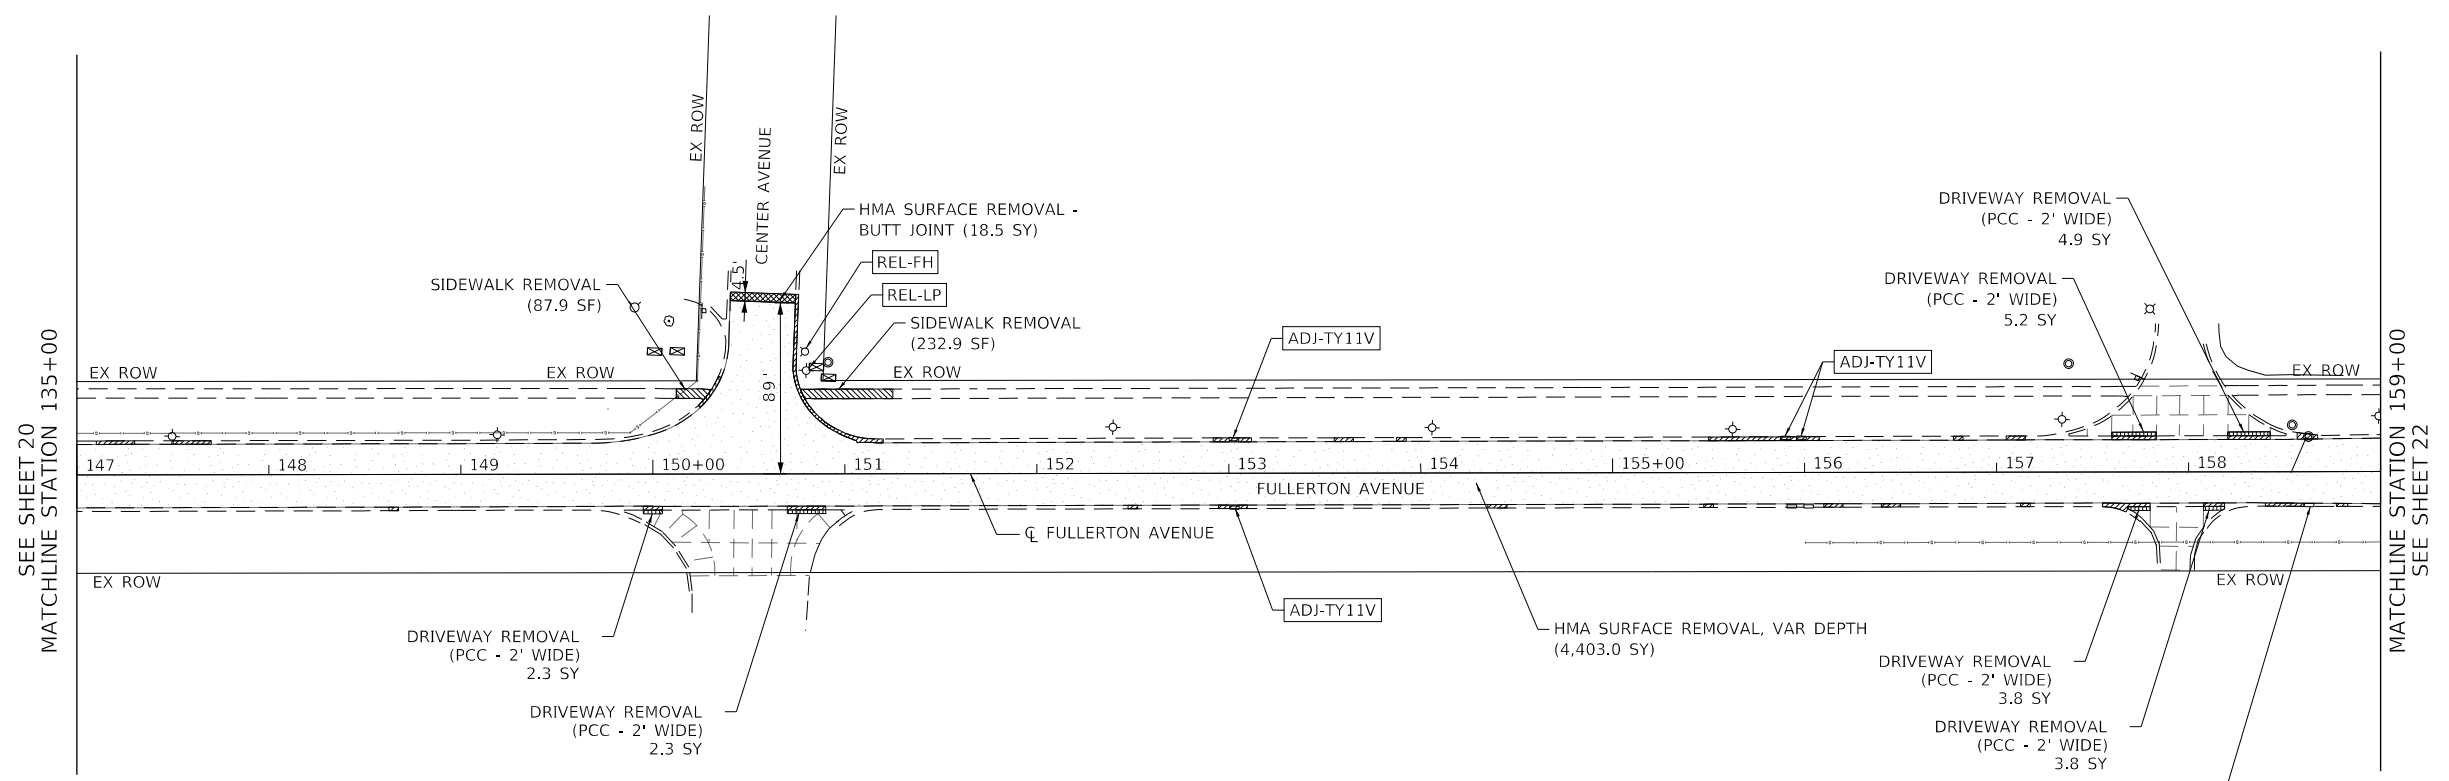 SEE SHEET 20
MATCHLINE STATION 135+00
EX ROW
EX ROW
EX ROW
CENTER AVENUE
EX ROW
HMA SURFACE REMOVAL -
BUTT JOINT (18.5 SY)
4.5'
REL-FH
REL-LP
SIDEWALK REMOVAL
(87.9 SF)
SIDEWALK REMOVAL
(232.9 SF)
EX ROW
89'
ADJ-TY11V
ADJ-TY11V
DRIVEWAY REMOVAL
(PCC - 2' WIDE)
4.9 SY
DRIVEWAY REMOVAL
(PCC - 2' WIDE)
5.2 SY
EX ROW
147
148
149
150+00
151
152
153
154
155+00
156
157
158
FULLERTON AVENUE
℄ FULLERTON AVENUE
EX ROW
EX ROW
ADJ-TY11V
HMA SURFACE REMOVAL, VAR DEPTH
(4,403.0 SY)
DRIVEWAY REMOVAL
(PCC - 2' WIDE)
2.3 SY
DRIVEWAY REMOVAL
(PCC - 2' WIDE)
2.3 SY
DRIVEWAY REMOVAL
(PCC - 2' WIDE)
3.8 SY
DRIVEWAY REMOVAL
(PCC - 2' WIDE)
3.8 SY
MATCHLINE STATION 159+00
SEE SHEET 22